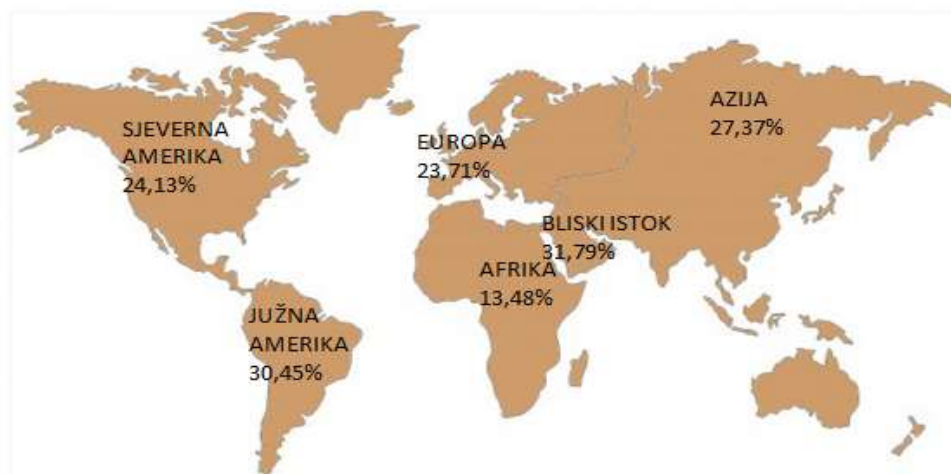 SJEVERNA
AMERIKA
24,13%
EUROPA
23,71%
AZIJA
27,37%
BLISKI ISTOK
31,79%
AFRIKA
13,48%
JUŽNA
AMERIKA
30,45%